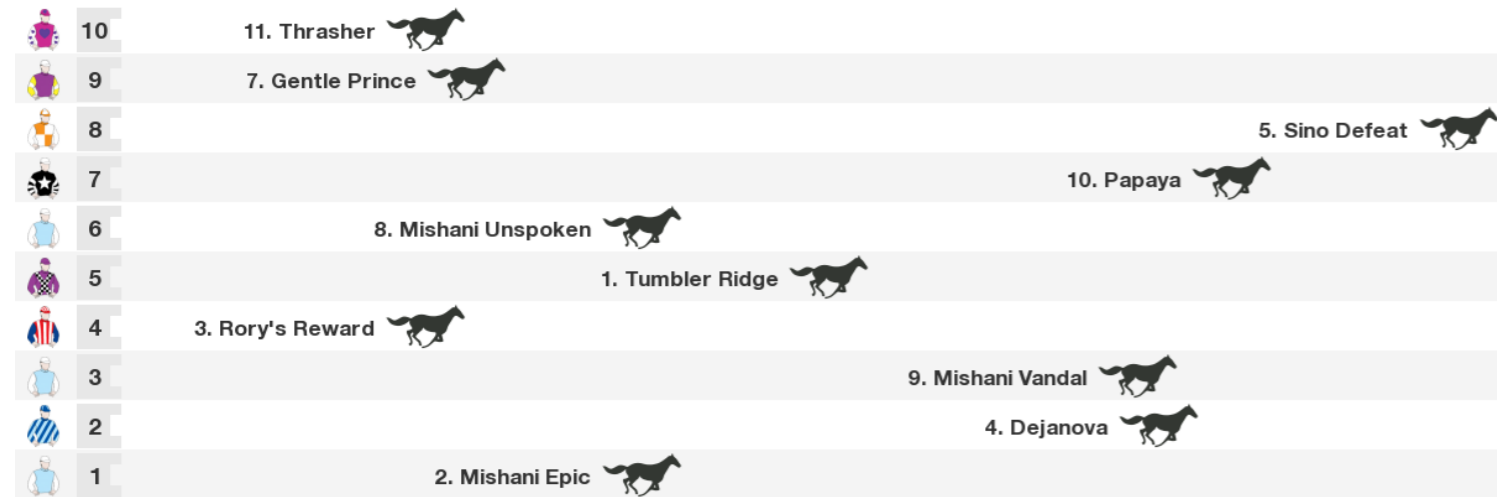 10 11. Thrasher
9 7. Gentle Prince
8 5. Sino Defeat
7 10. Papaya
6 8. Mishani Unspoken
5 1. Tumbler Ridge
4 3. Rory's Reward
3 9. Mishani Vandal
2 4. Dejanova
1 2. Mishani Epic